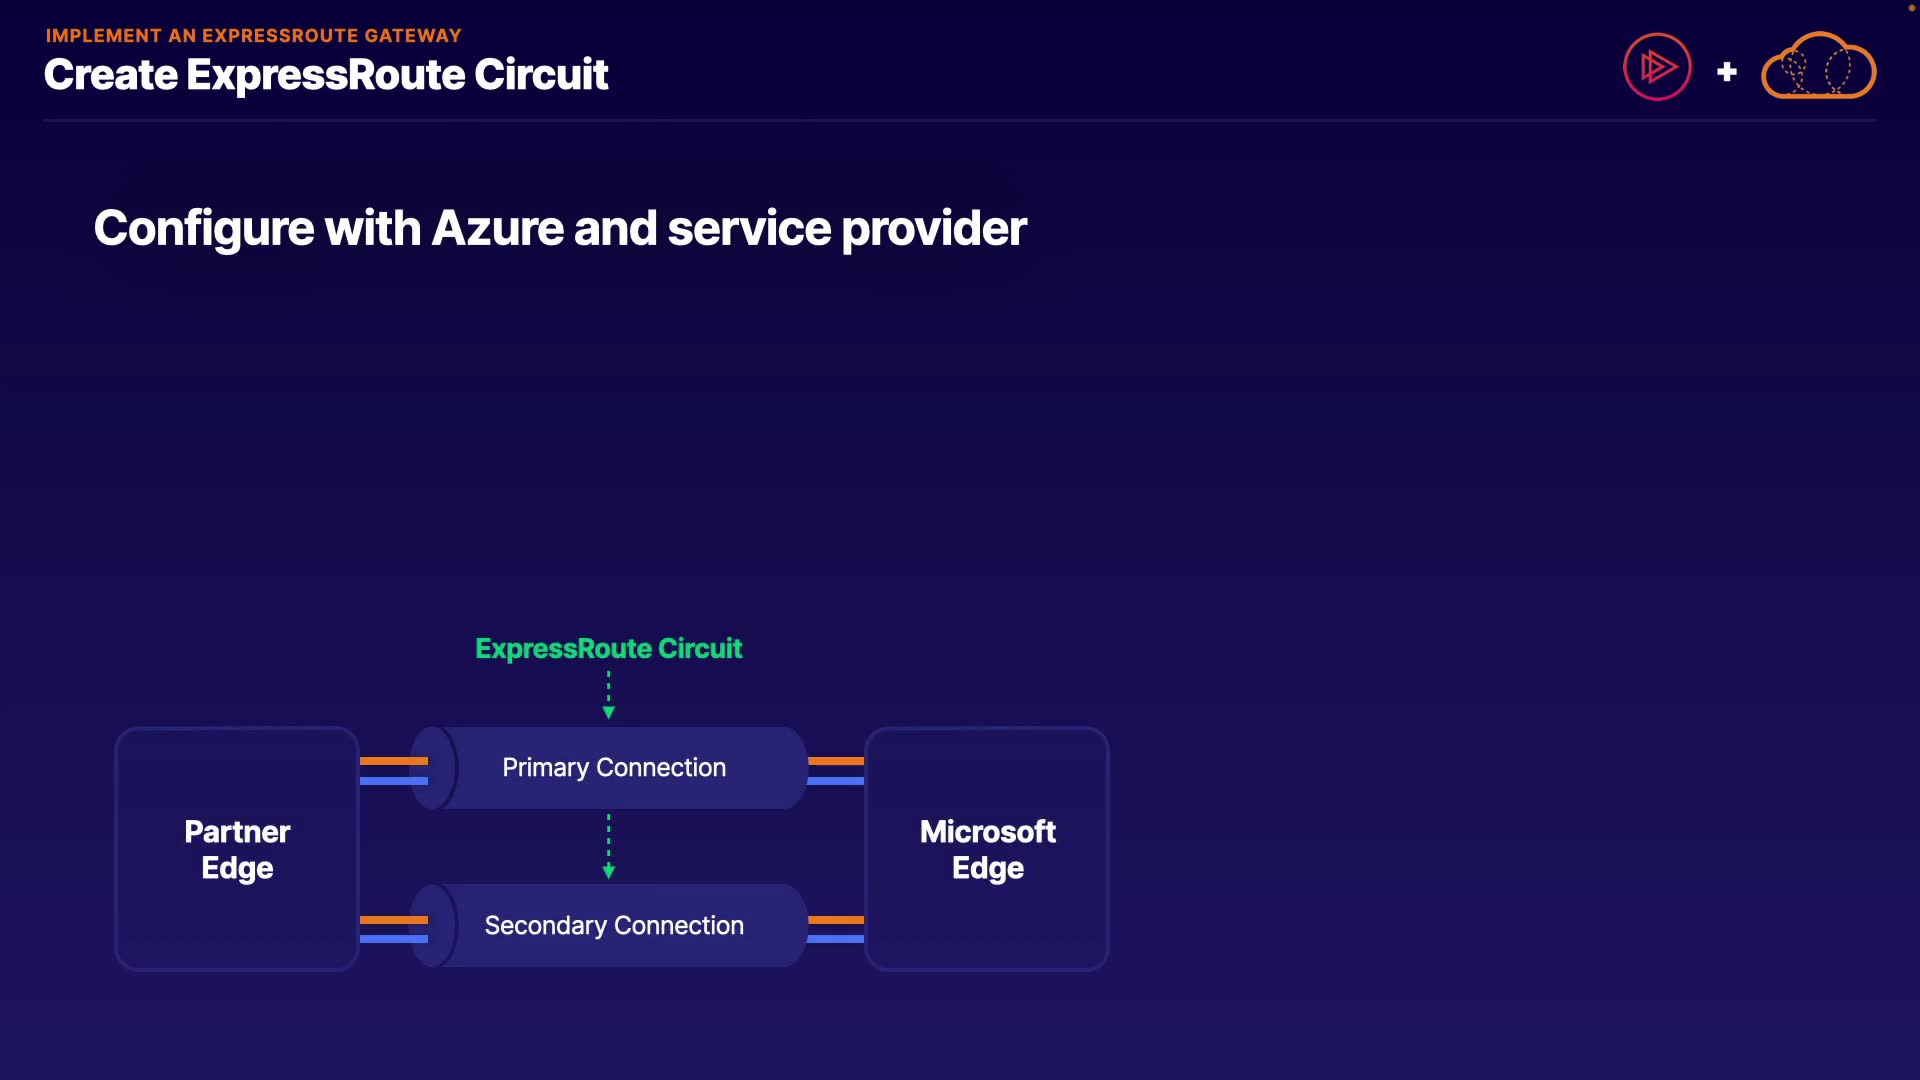 IMPLEMENT AN EXPRESSROUTE GATEWAY
Create ExpressRoute Circuit
+
Configure with Azure and service provider
ExpressRoute Circuit
Primary Connection
Partner
Edge
Microsoft
Edge
Secondary Connection